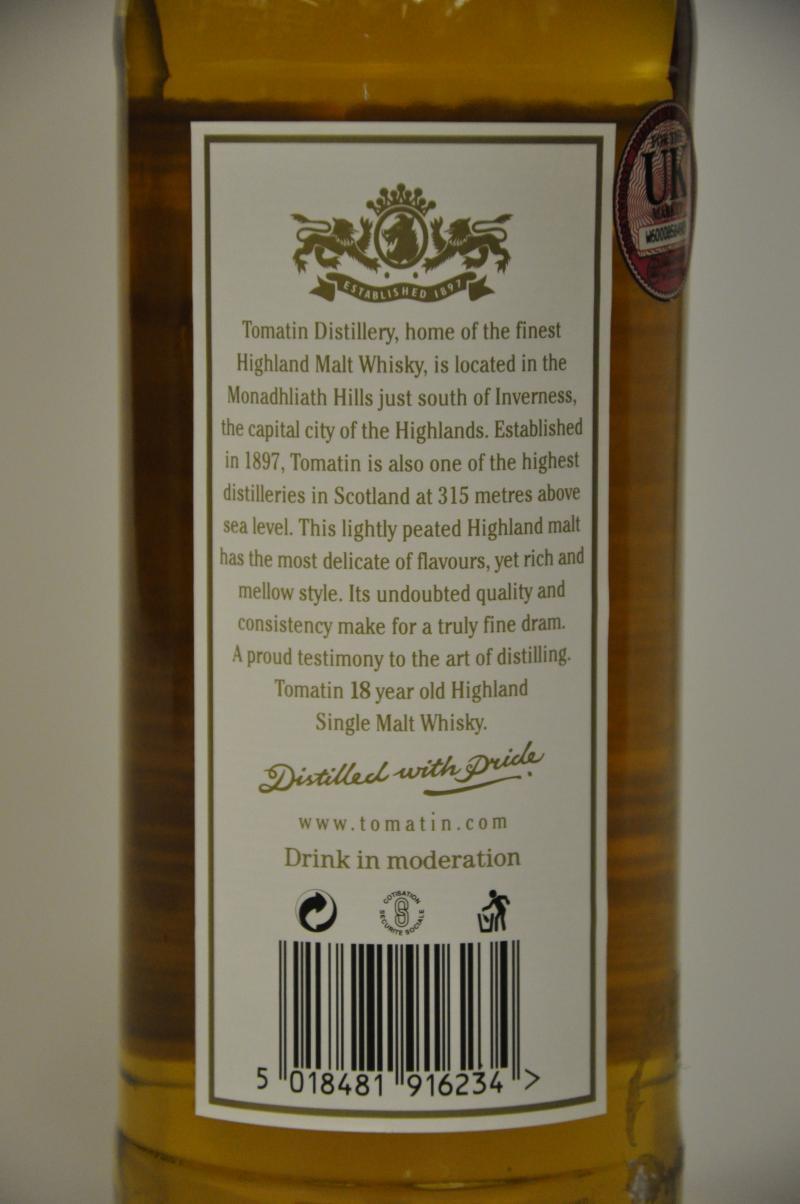 ESTABLISHED 1897
Tomatin Distillery, home of the finest
Highland Malt Whisky, is located in the
Monadhliath Hills just south of Inverness,
the capital city of the Highlands. Established
in 1897, Tomatin is also one of the highest
distilleries in Scotland at 315 metres above
sea level. This lightly peated Highland malt
has the most delicate of flavours, yet rich and
mellow style. Its undoubted quality and
consistency make for a truly fine dram.
A proud testimony to the art of distilling.
Tomatin 18 year old Highland
Single Malt Whisky.
Distilled with pride
www.tomatin.com
Drink in moderation
COTISATION
SECURITE SOCIALE
5 018481 916234 >
FOR THE
UK
MARKET